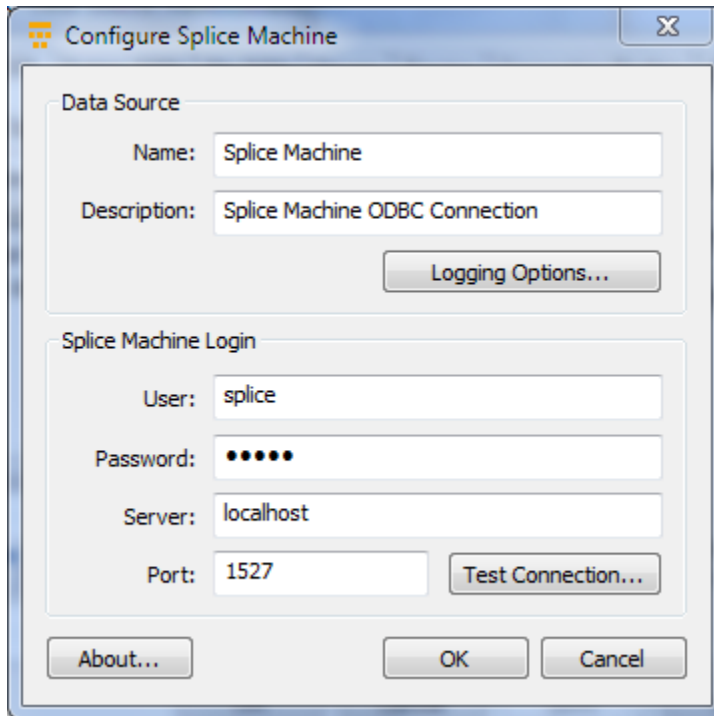 Configure Splice Machine
Data Source
Name: Splice Machine
Description: Splice Machine ODBC Connection
Logging Options...
Splice Machine Login
User: splice
Password: •••••
Server: localhost
Port: 1527 Test Connection...
About... OK Cancel